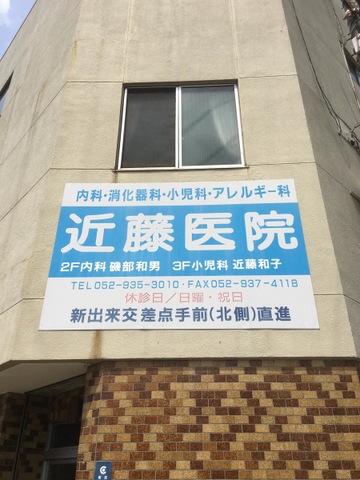 内科・消化器科・小児科・アレルギー科
近藤医院
2F内科 磯部和男 3F小児科 近藤和子
TEL052-935-3010・FAX052-937-4118
休診日／日曜・祝日
新出来交差点手前(北側)直進